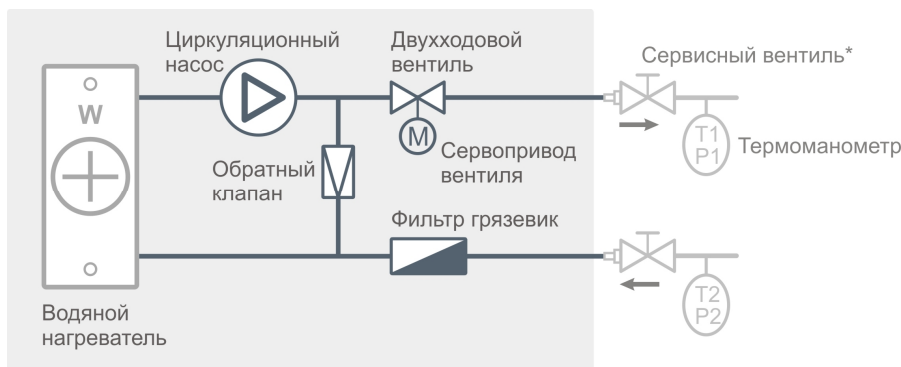 Циркуляционный
насос
Двухходовой
вентиль
Сервисный вентиль*
W
M
T1
P1
Термоманометр
Сервопривод
вентиля
Обратный
клапан
Фильтр грязевик
T2
P2
Водяной
нагреватель